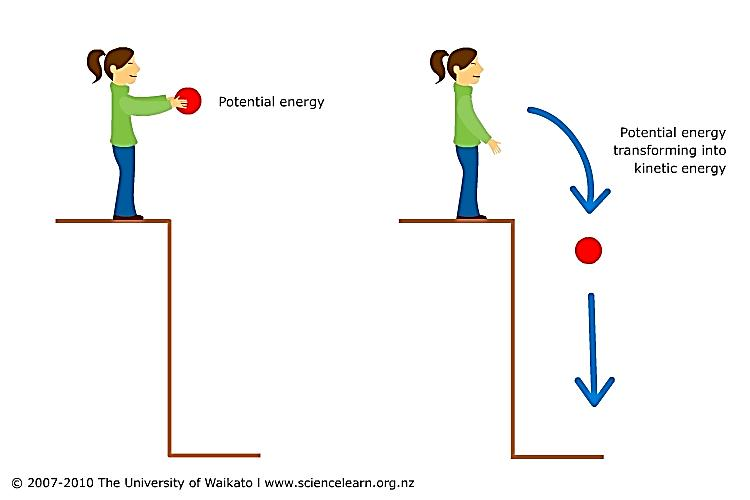 Potential energy
Potential energy
transforming into
kinetic energy
© 2007-2010 The University of Waikato l www.sciencelearn.org.nz